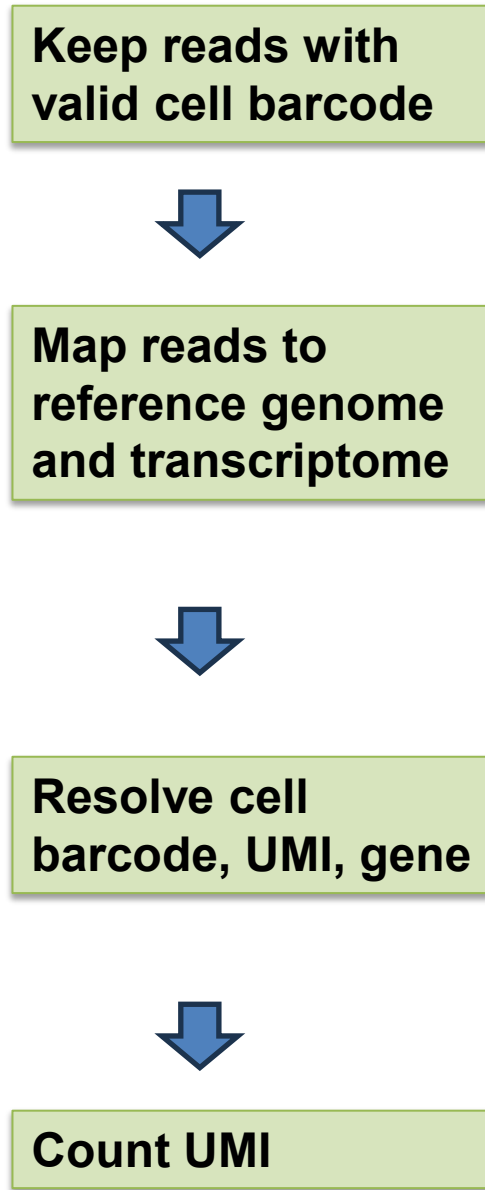 Keep reads with
valid cell barcode
Map reads to
reference genome
and transcriptome
Resolve cell
barcode, UMI, gene
Count UMI